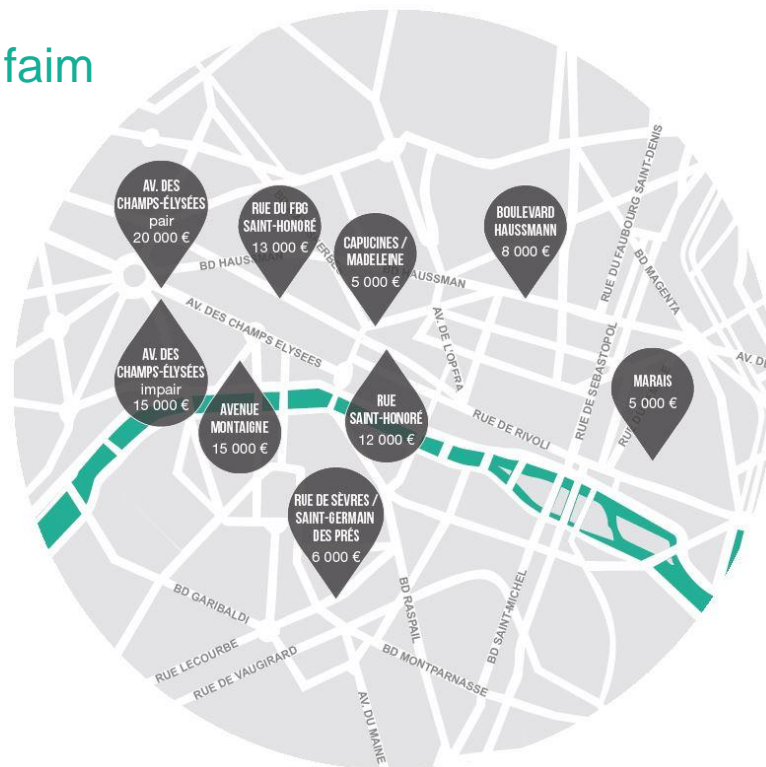 faim
AV. DES
CHAMPS-ÉLYSÉES
pair
20 000 €
RUE DU FBG
SAINT-HONORÉ
13 000 €
CAPUCINES /
MADELEINE
5 000 €
BOULEVARD
HAUSSMANN
8 000 €
RUE DU FAUBOURG SAINT-DENIS
BD MAGENTA
BD HAUSSMAN
BD HAUSSMAN
AV. DES CHAMPS ELYSEES
AV. DE L'OPERA
AV. DES
CHAMPS-ÉLYSÉES
impair
15 000 €
AVENUE
MONTAIGNE
15 000 €
RUE
SAINT-HONORÉ
12 000 €
RUE DE RIVOLI
RUE DE SEBASTOPOL
MARAIS
5 000 €
RUE DE SÈVRES /
SAINT-GERMAIN
DES PRÉS
6 000 €
BD GARIBALDI
RUE LECOURBE
RUE DE VAUGIRARD
AV. DU MAINE
BD MONTPARNASSE
BD RASPAIL
BD SAINT-MICHEL